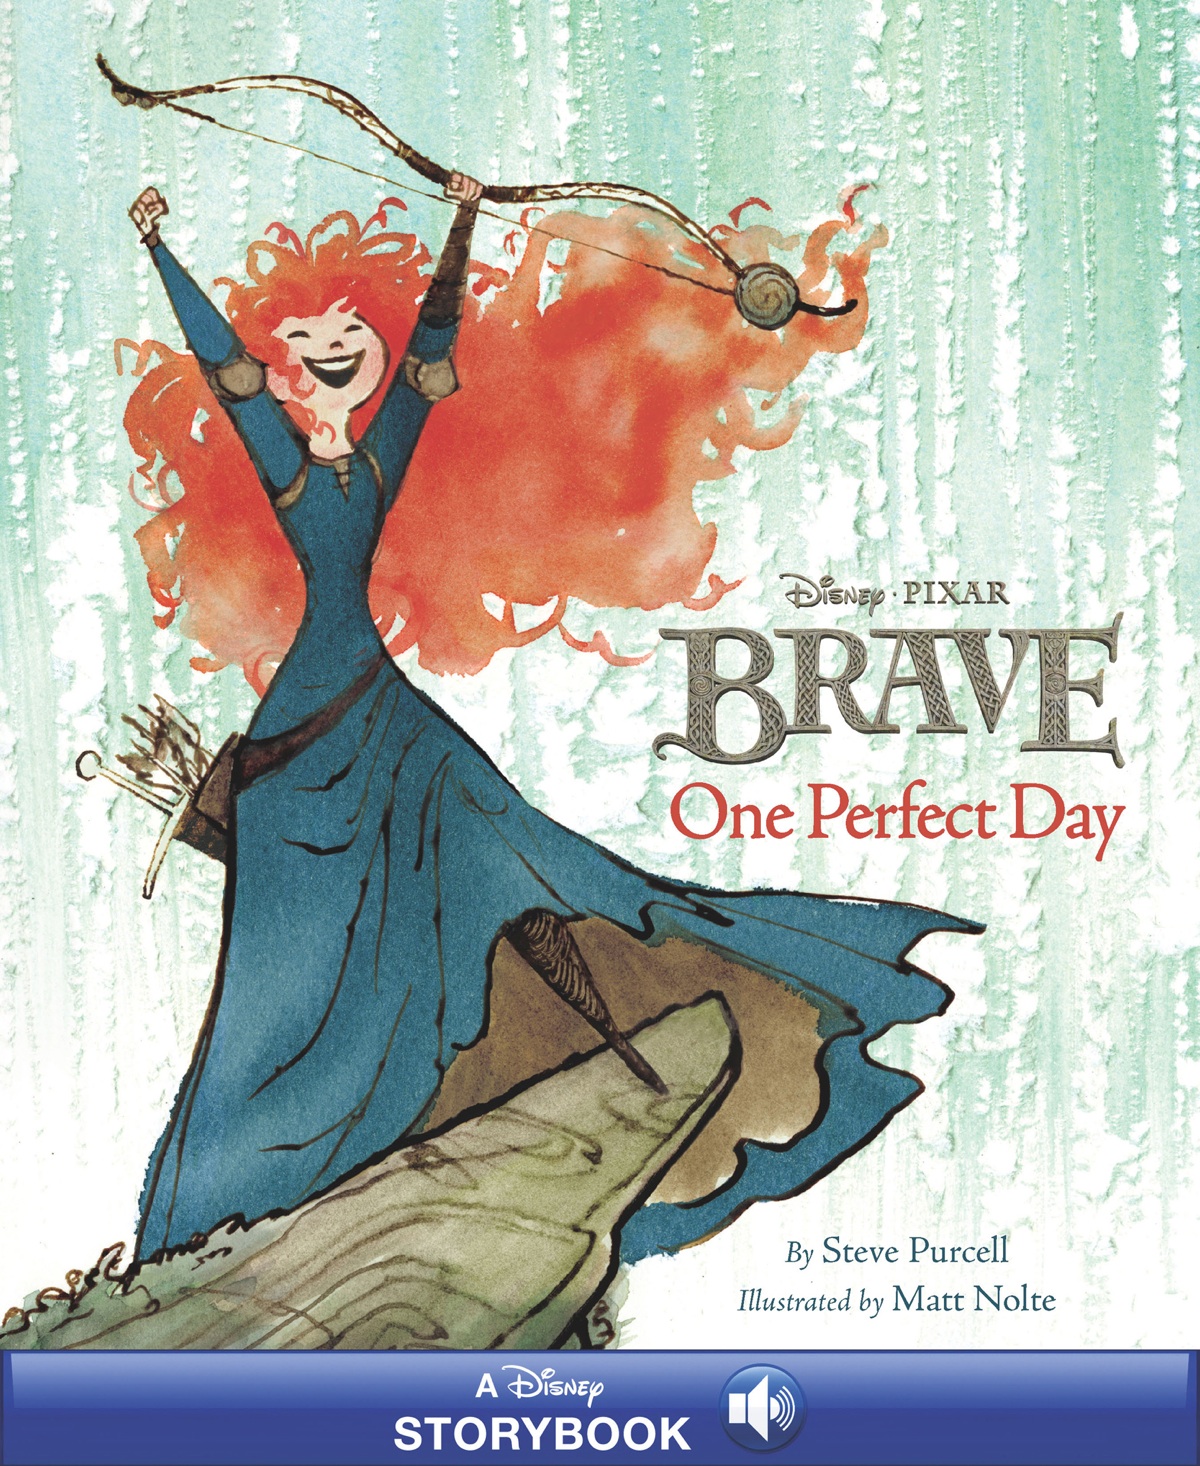 Disney · PIXAR
BRAVE
One Perfect Day
By Steve Purcell
Illustrated by Matt Nolte
A Disney
STORYBOOK